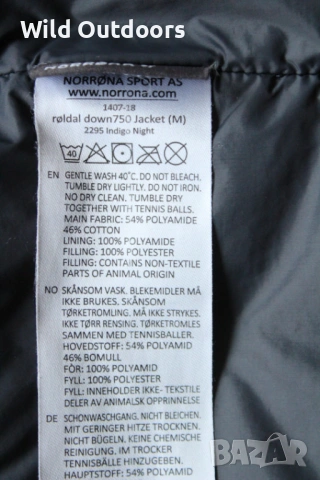 Wild Outdoors
NORRØNA SPORT AS
www.norrona.com
1407-18
røldal down750 Jacket (M)
2295 Indigo Night
40
EN GENTLE WASH 40°C. DO NOT BLEACH.
TUMBLE DRY LIGHTLY. DO NOT IRON.
NO DRY CLEAN. TUMBLE DRY
TOGETHER WITH TENNIS BALLS.
MAIN FABRIC: 54% POLYAMIDE
46% COTTON
LINING: 100% POLYAMIDE
FILLING: 100% POLYESTER
FILLING: CONTAINS NON-TEXTILE
PARTS OF ANIMAL ORIGIN
NO SKÅNSOM VASK. BLEKEMIDLER MÅ
IKKE BRUKES. SKÅNSOM
TØRKETROMLING. MÅ IKKE STRYKES.
IKKE TØRR RENSING. TØRKETROMLES
SAMMEN MED TENNISBALLER.
HOVEDSTOFF: 54% POLYAMID
46% BOMULL
FÔR: 100% POLYAMID
FYLL: 100% POLYESTER
FYLL: INNEHOLDER IKKE- TEKSTILE
DELER AV ANIMALSK OPPRINNELSE
DE SCHONWASCHGANG. NICHT BLEICHEN.
MIT GERINGER HITZE TROCKNEN.
NICHT BÜGELN. KEINE CHEMISCHE
REINIGUNG. IM TROCKER
TENNISBÄLLE HINZUGEBEN.
HAUPTSTOFF: 54% POLYAMID
BAZAR